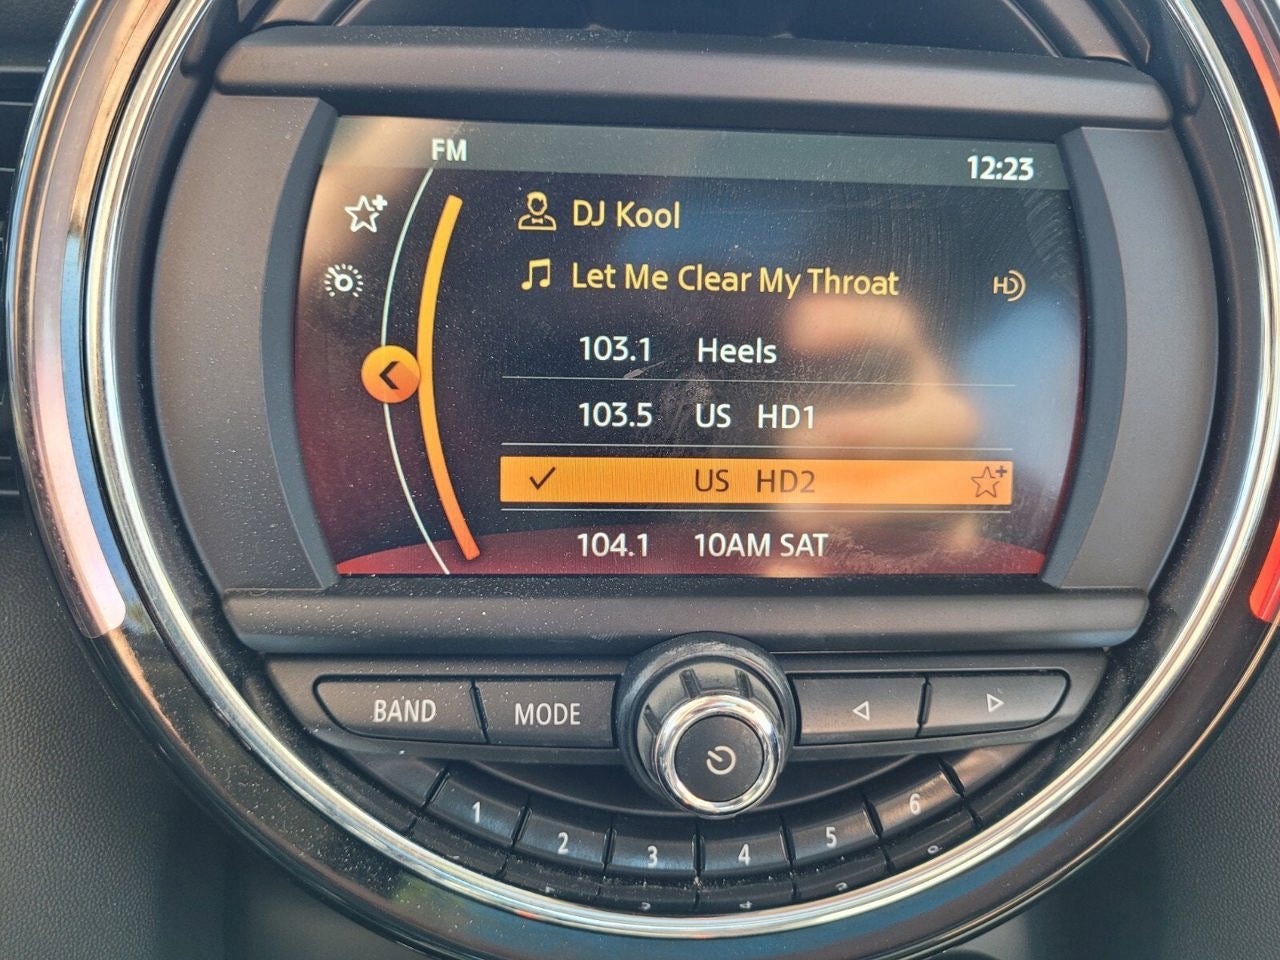 FM
12:23
DJ Kool
Let Me Clear My Throat
HD
103.1 Heels
103.5 US HD1
US HD2
104.1 10AM SAT
BAND
MODE
1
2
3
4
5
6